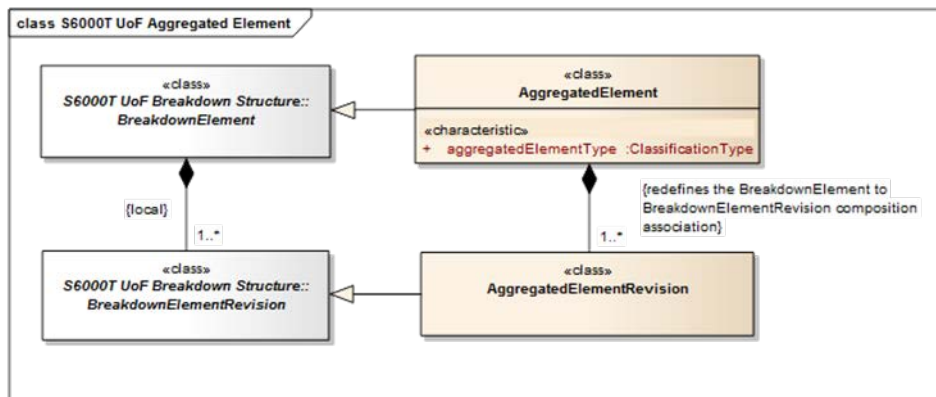 class S6000T UoF Aggregated Element
«class»
S6000T UoF Breakdown Structure::
BreakdownElement
«class»
AggregatedElement
«characteristic»
+ aggregatedElementType :ClassificationType
{local}
1..*
{redefines the BreakdownElement to
BreakdownElementRevision composition
association}
1..*
«class»
S6000T UoF Breakdown Structure::
BreakdownElementRevision
«class»
AggregatedElementRevision